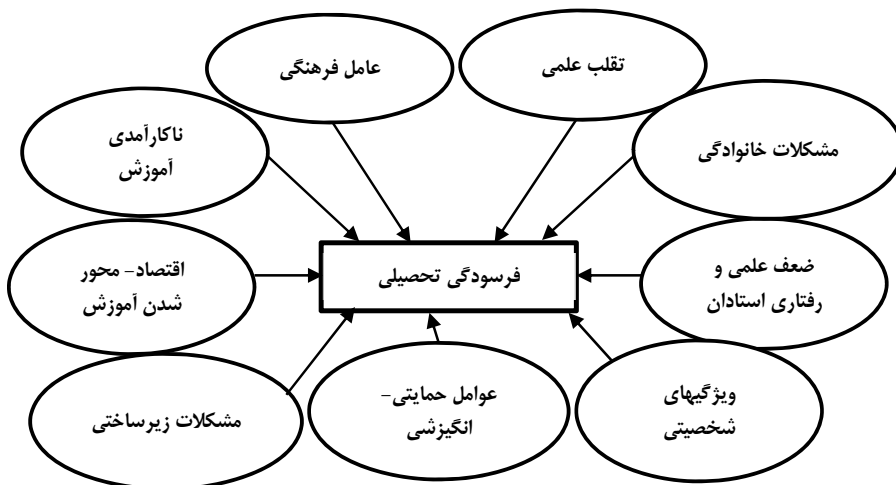 تقلب علمی
عامل فرهنگی
مشکلات خانوادگی
ناکارآمدی
آموزش
ضعف علمی و
رفتاری استادان
فرسودگی تحصیلی
اقتصاد- محور
شدن آموزش
ویژگیهای
شخصیتی
عوامل حمایتی-
انگیزشی
مشکلات زیرساختی